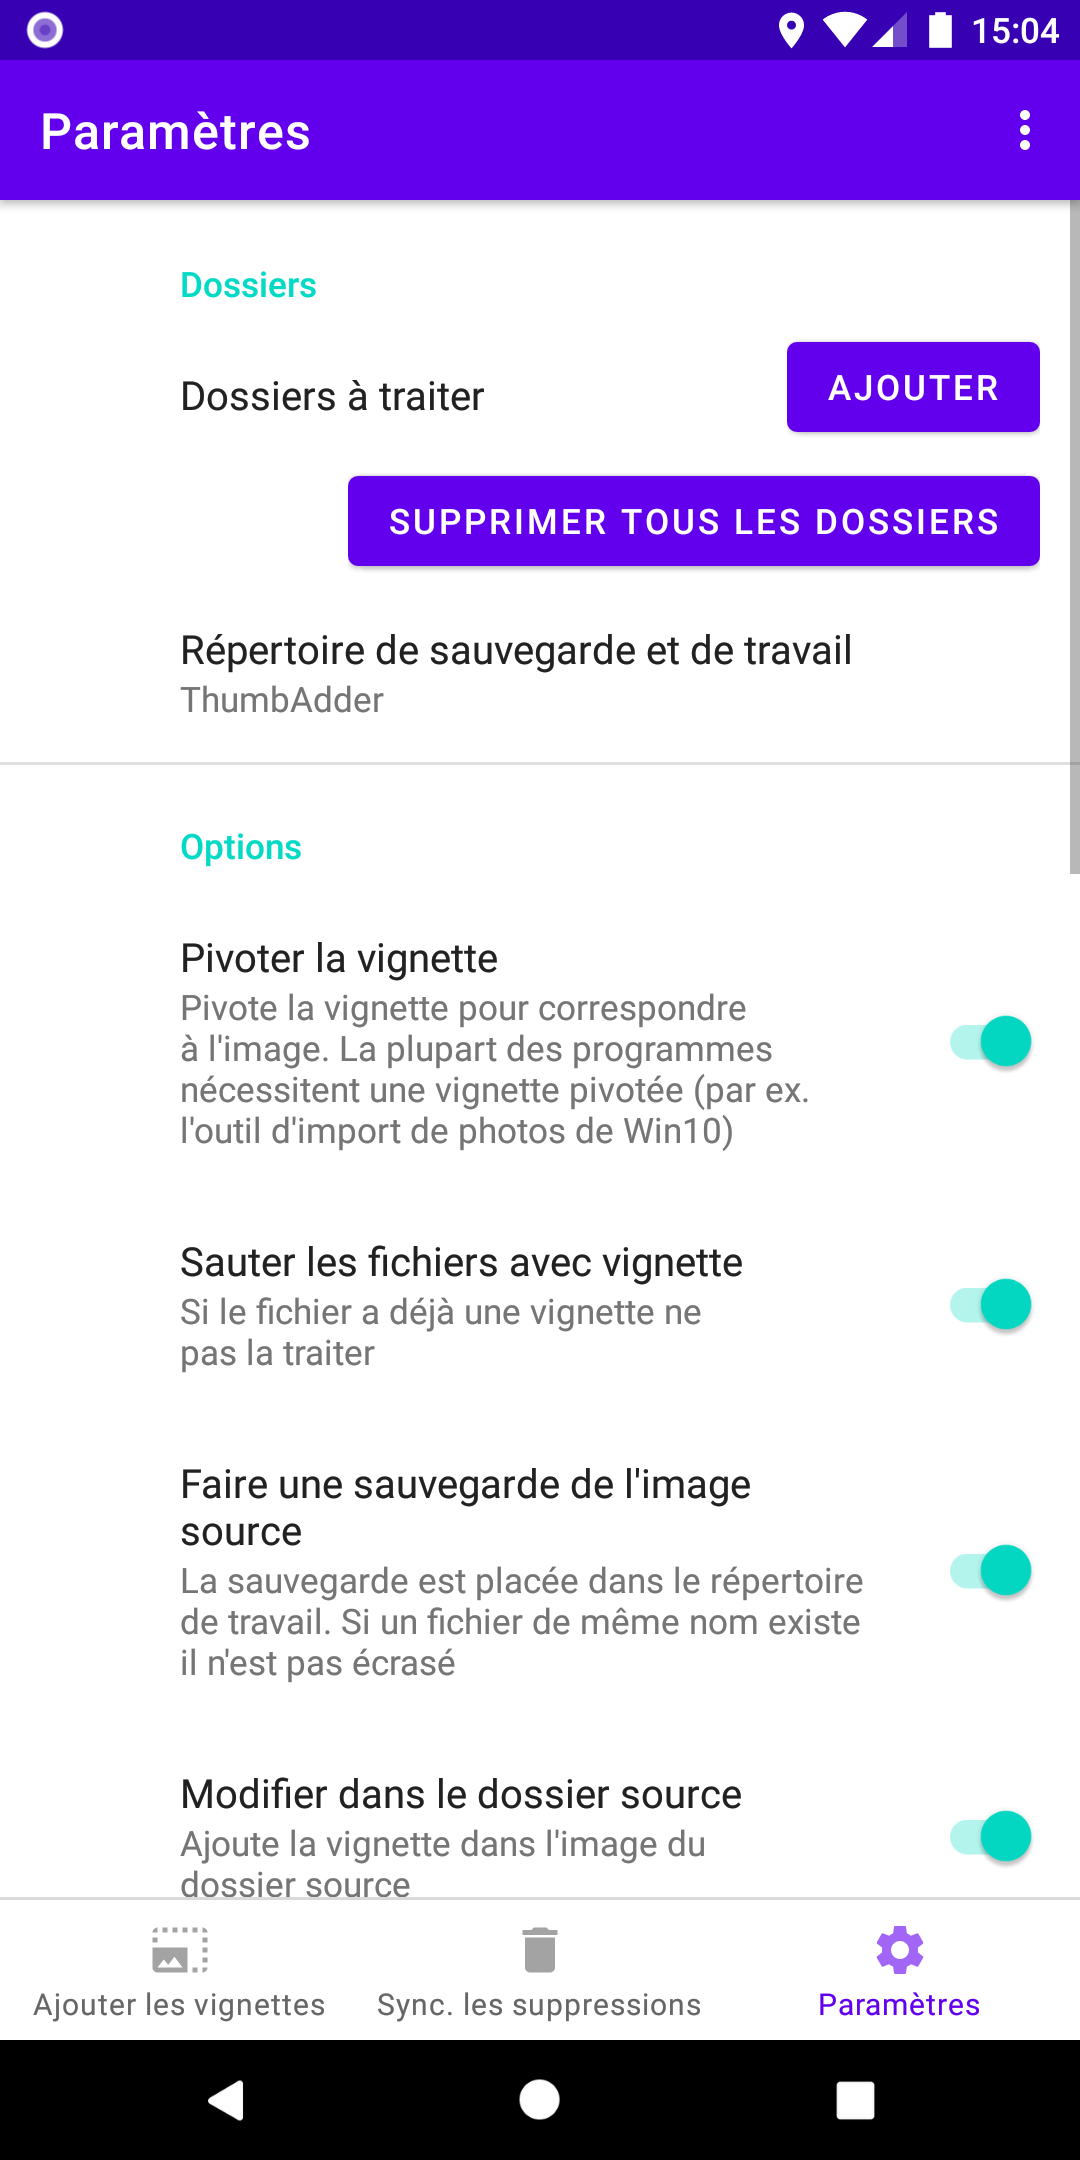 15:04
Paramètres
Dossiers
Dossiers à traiter
AJOUTER
SUPPRIMER TOUS LES DOSSIERS
Répertoire de sauvegarde et de travail
ThumbAdder
Options
Pivoter la vignette
Pivote la vignette pour correspondre
à l'image. La plupart des programmes
nécessitent une vignette pivotée (par ex.
l'outil d'import de photos de Win10)
Sauter les fichiers avec vignette
Si le fichier a déjà une vignette ne
pas la traiter
Faire une sauvegarde de l'image
source
La sauvegarde est placée dans le répertoire
de travail. Si un fichier de même nom existe
il n'est pas écrasé
Modifier dans le dossier source
Ajoute la vignette dans l'image du
dossier source
Ajouter les vignettes
Sync. les suppressions
Paramètres